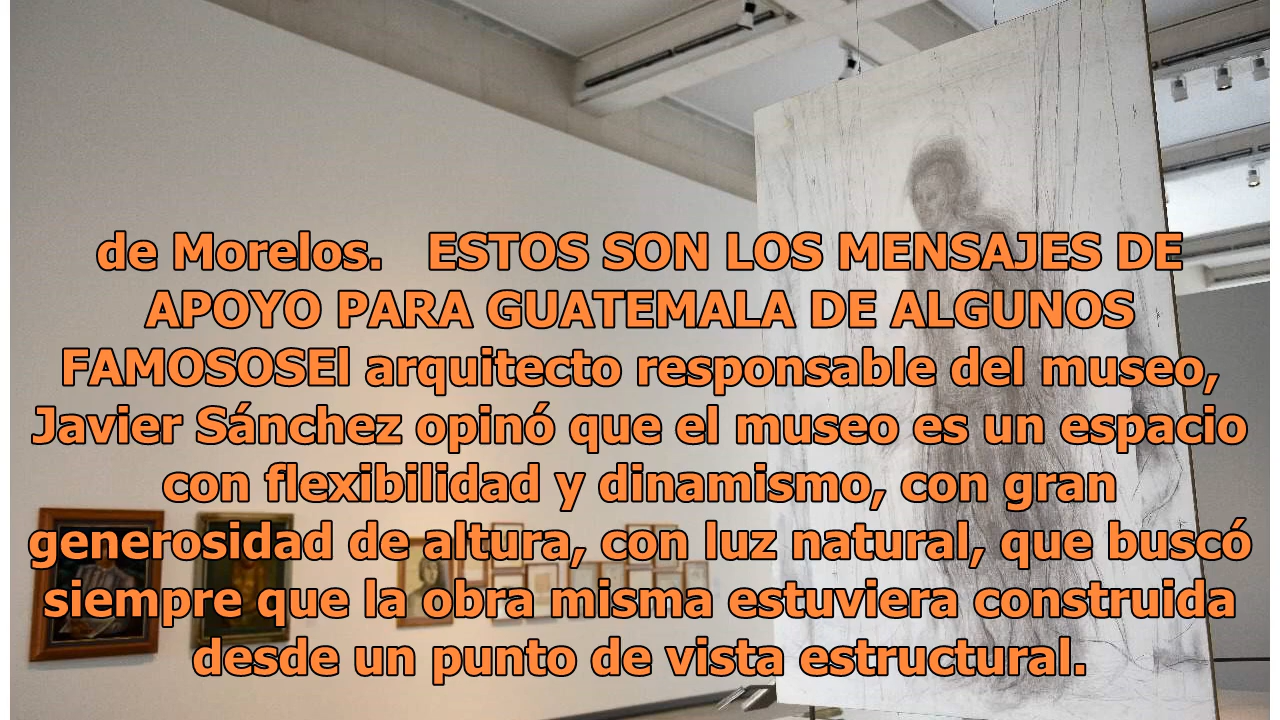 de Morelos.   ESTOS SON LOS MENSAJES DE
APOYO PARA GUATEMALA DE ALGUNOS
FAMOSOSEl arquitecto responsable del museo,
Javier Sánchez opinó que el museo es un espacio
con flexibilidad y dinamismo, con gran
generosidad de altura, con luz natural, que buscó
siempre que la obra misma estuviera construida
desde un punto de vista estructural.